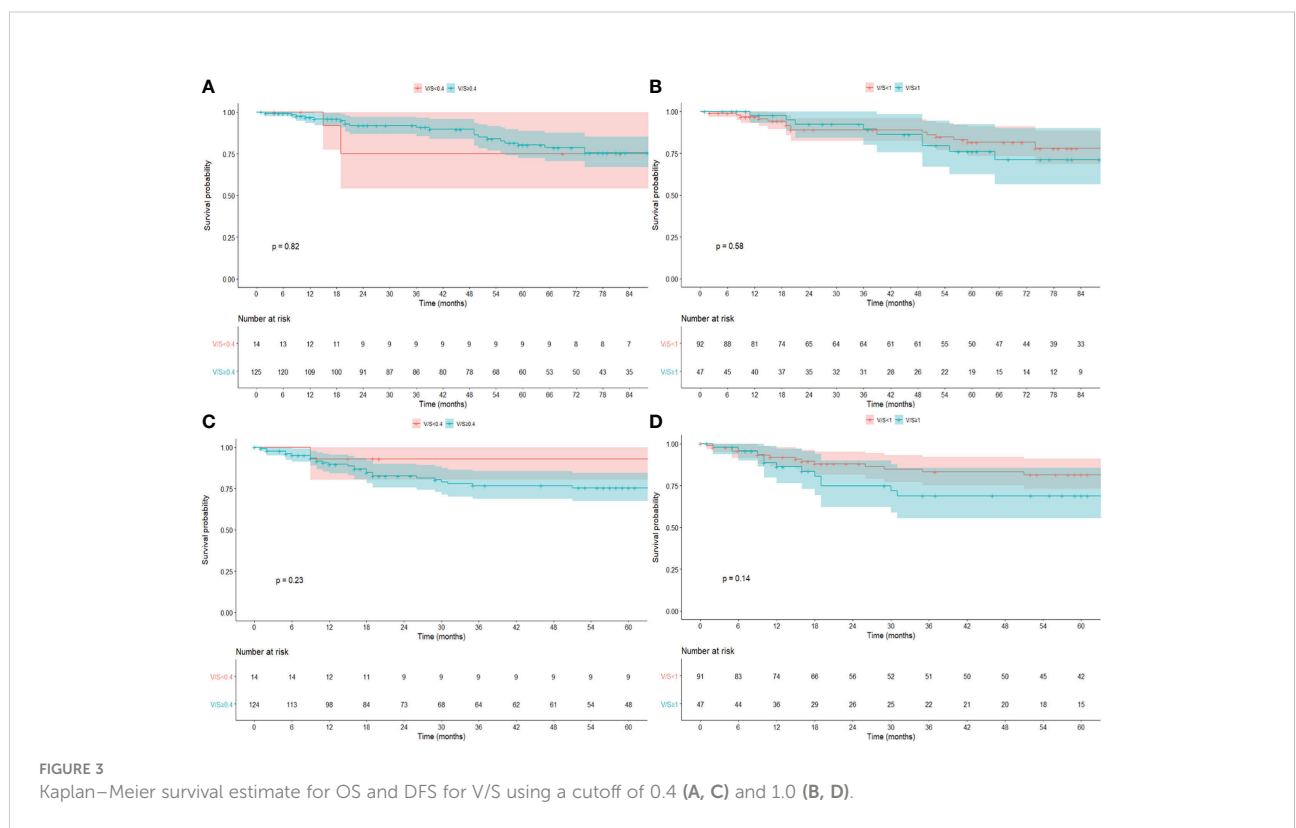 A
V/S<0.4 V/S≥0.4
1.00
0.75
0.50
0.25
0.00
Survival probability
p = 0.82
0 6 12 18 24 30 36 42 48 54 60 66 72 78 84
Time (months)
Number at risk
V/S<0.4 14 13 12 11 9 9 9 9 9 9 9 9 8 8 7
V/S≥0.4 125 120 109 100 91 87 86 80 78 68 60 53 50 43 35
0 6 12 18 24 30 36 42 48 54 60 66 72 78 84
Time (months)
B
V/S<1 V/S≥1
1.00
0.75
0.50
0.25
0.00
Survival probability
p = 0.58
0 6 12 18 24 30 36 42 48 54 60 66 72 78 84
Time (months)
Number at risk
V/S<1 92 88 81 74 65 64 64 61 61 55 50 47 44 39 33
V/S≥1 47 45 40 37 35 32 31 28 26 22 19 15 14 12 9
0 6 12 18 24 30 36 42 48 54 60 66 72 78 84
Time (months)
C
V/S<0.4 V/S≥0.4
1.00
0.75
0.50
0.25
0.00
Survival probability
p = 0.23
0 6 12 18 24 30 36 42 48 54 60
Time (months)
Number at risk
V/S<0.4 14 14 12 11 9 9 9 9 9 9 9
V/S≥0.4 124 113 98 84 73 68 64 62 61 54 48
0 6 12 18 24 30 36 42 48 54 60
Time (months)
D
V/S<1 V/S≥1
1.00
0.75
0.50
0.25
0.00
Survival probability
p = 0.14
0 6 12 18 24 30 36 42 48 54 60
Time (months)
Number at risk
V/S<1 91 83 74 66 56 52 51 50 50 45 42
V/S≥1 47 44 36 29 26 25 22 21 20 18 15
0 6 12 18 24 30 36 42 48 54 60
Time (months)
FIGURE 3
Kaplan–Meier survival estimate for OS and DFS for V/S using a cutoff of 0.4 (A, C) and 1.0 (B, D).